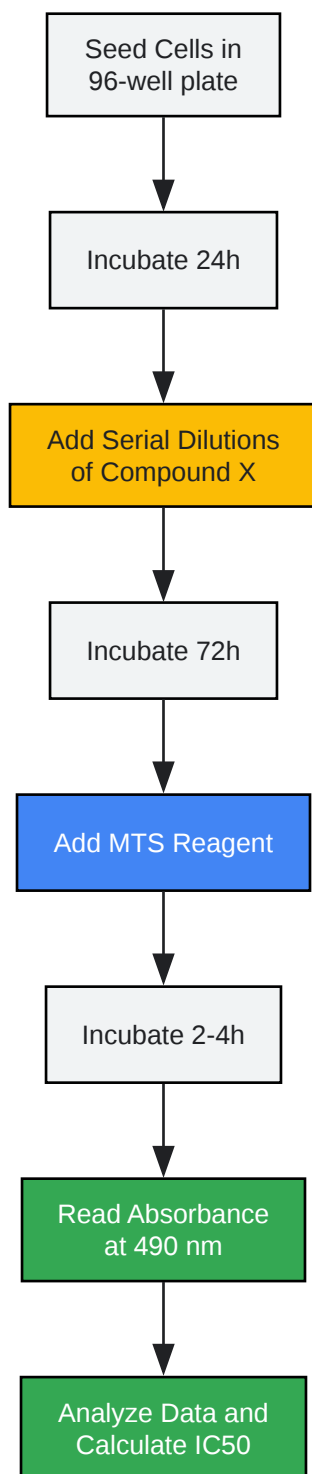 Seed Cells in
96-well plate
Incubate 24h
Add Serial Dilutions
of Compound X
Incubate 72h
Add MTS Reagent
Incubate 2-4h
Read Absorbance
at 490 nm
Analyze Data and
Calculate IC50